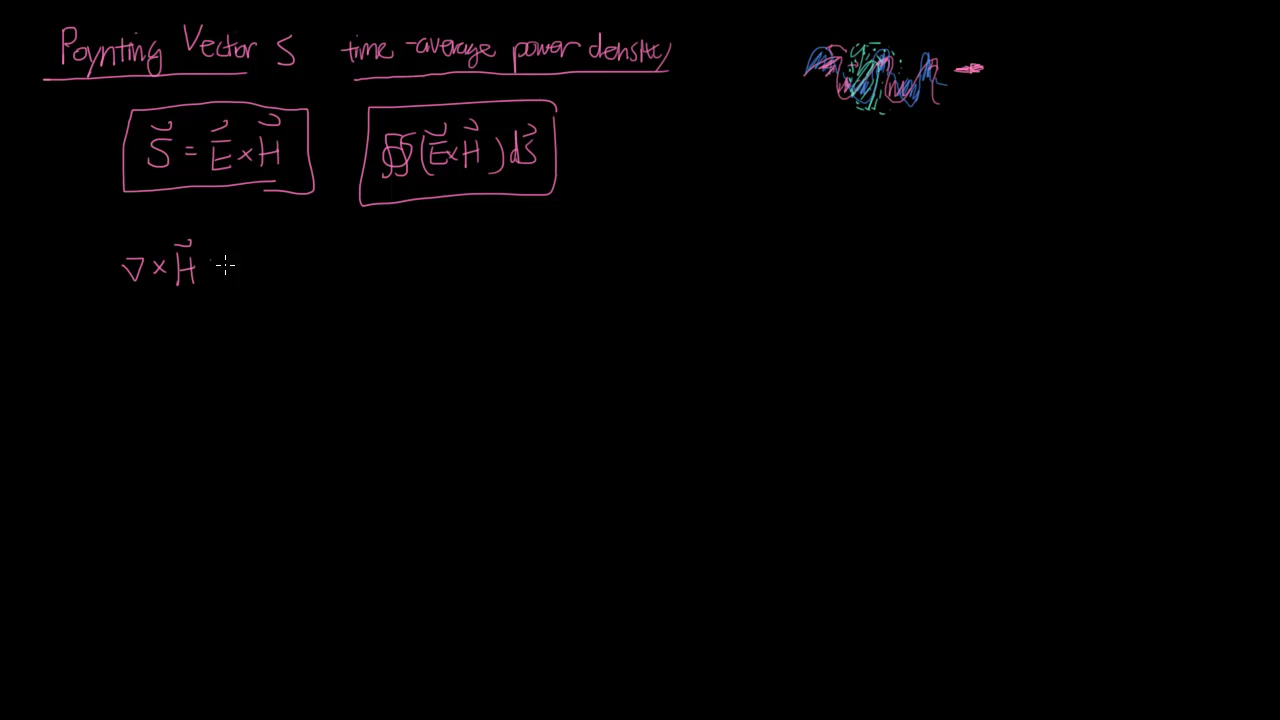 Poynting Vector S time-average power density
S⃗ = E⃗ × H⃗ ∯ (E⃗ × H⃗) dS⃗
∇ × H⃗